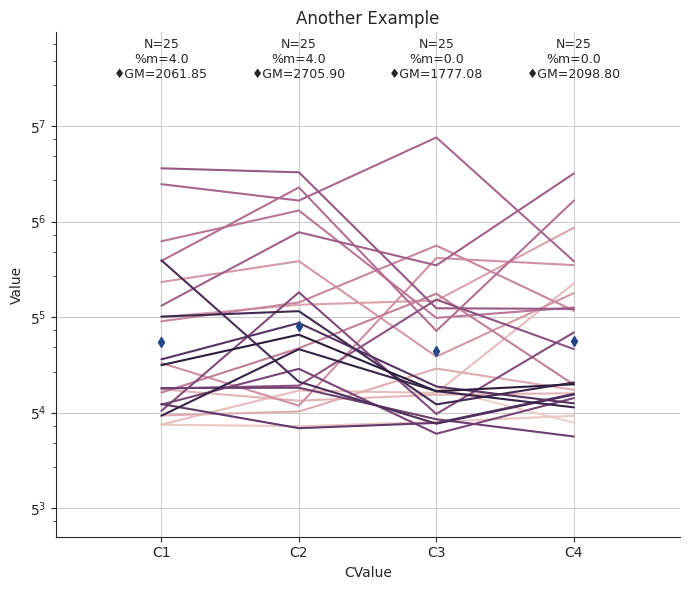 Another Example
N=25
%m=4.0
♦GM=2061.85
N=25
%m=4.0
♦GM=2705.90
N=25
%m=0.0
♦GM=1777.08
N=25
%m=0.0
♦GM=2098.80
5⁷
5⁶
5⁵
5⁴
5³
Value
C1 C2 C3 C4
CValue